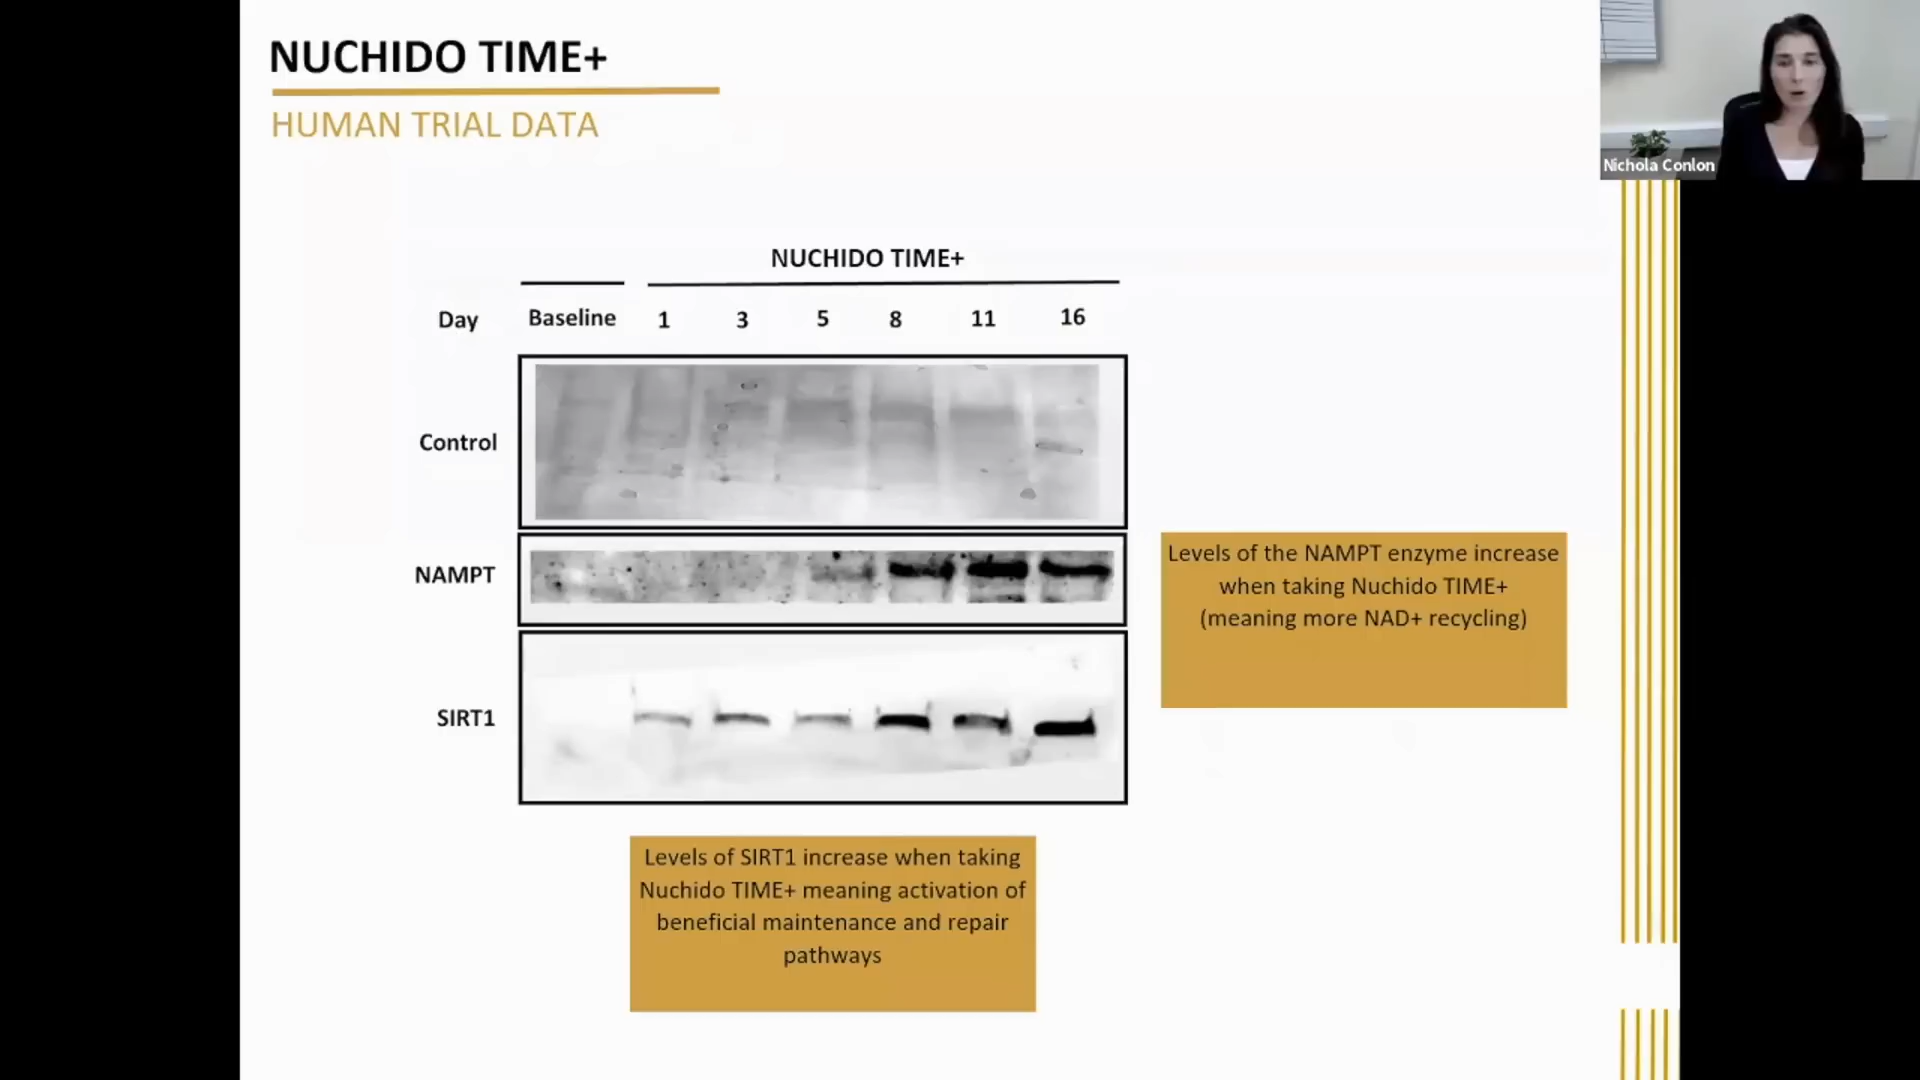 NUCHIDO TIME+
HUMAN TRIAL DATA
Nichola Conlon
NUCHIDO TIME+
Day Baseline 1 3 5 8 11 16
Control
NAMPT
SIRT1
Levels of the NAMPT enzyme increase
when taking Nuchido TIME+
(meaning more NAD+ recycling)
Levels of SIRT1 increase when taking
Nuchido TIME+ meaning activation of
beneficial maintenance and repair
pathways